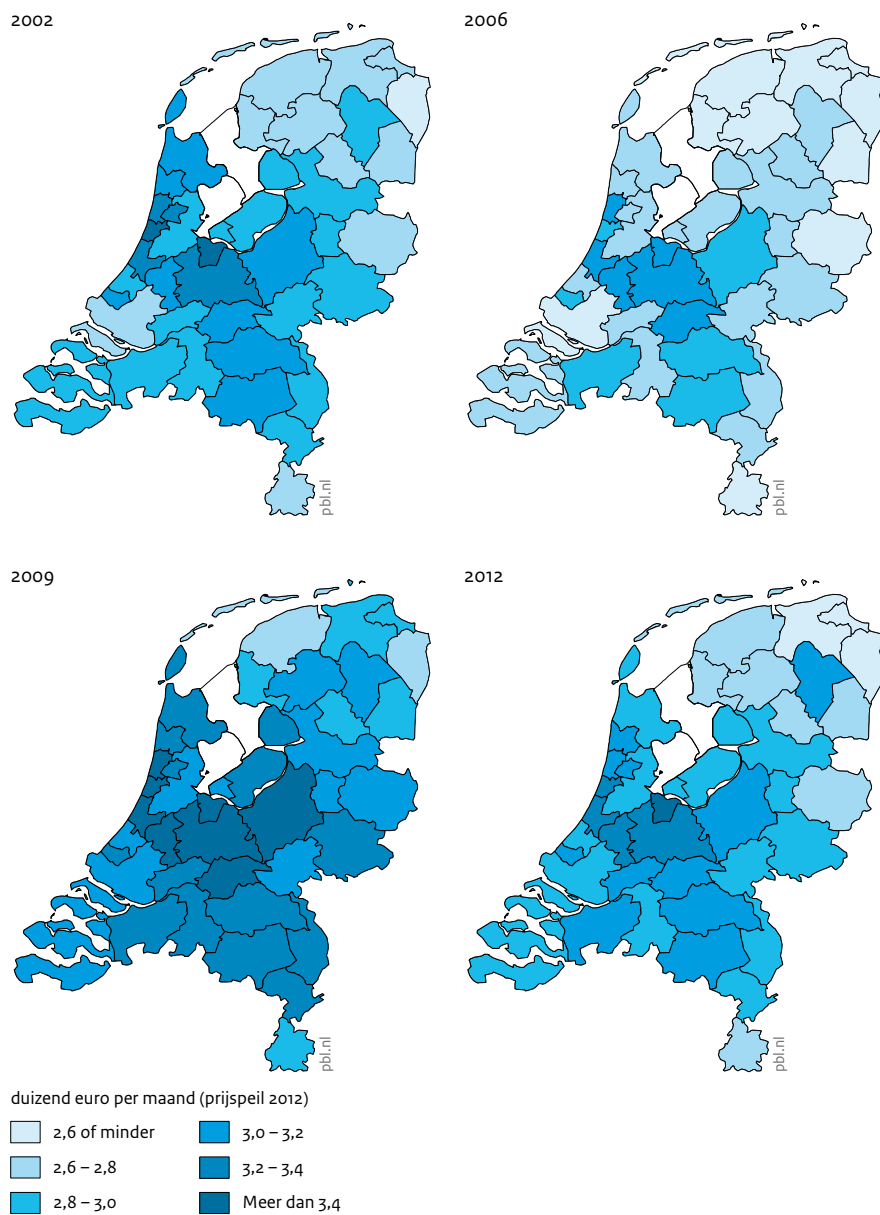 2002
2006
pbl.nl
pbl.nl
2009
2012
pbl.nl
pbl.nl
duizend euro per maand (prijspeil 2012)
2,6 of minder
2,6 – 2,8
2,8 – 3,0
3,0 – 3,2
3,2 – 3,4
Meer dan 3,4